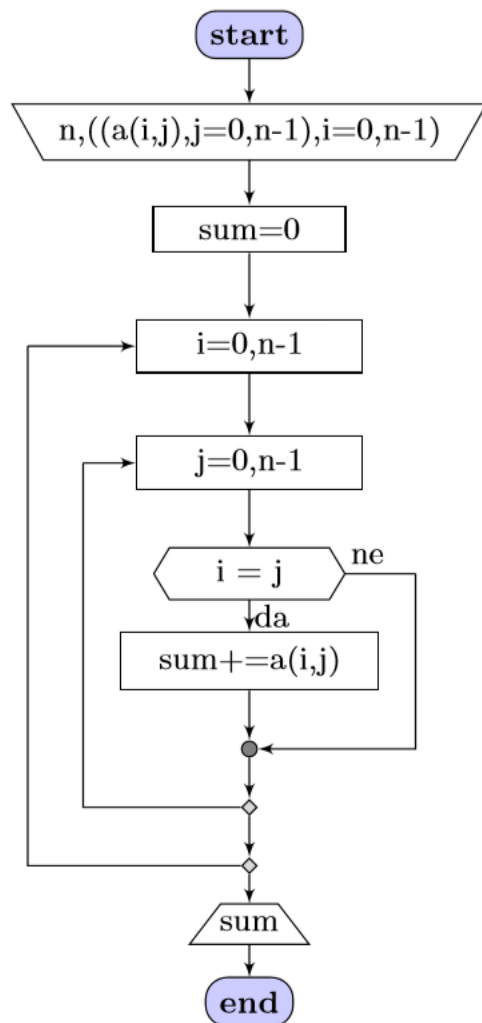 start
n,((a(i,j),j=0,n-1),i=0,n-1)
sum=0
i=0,n-1
j=0,n-1
i = j
ne
da
sum+=a(i,j)
sum
end